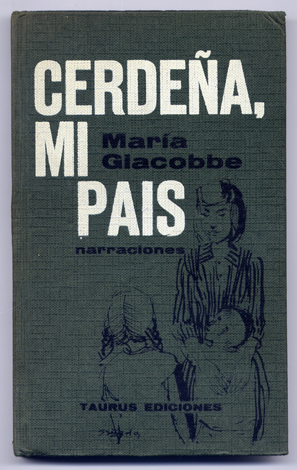 CERDEÑA,
MI
María
Giacobbe
PAIS
narraciones
TAURUS EDICIONES